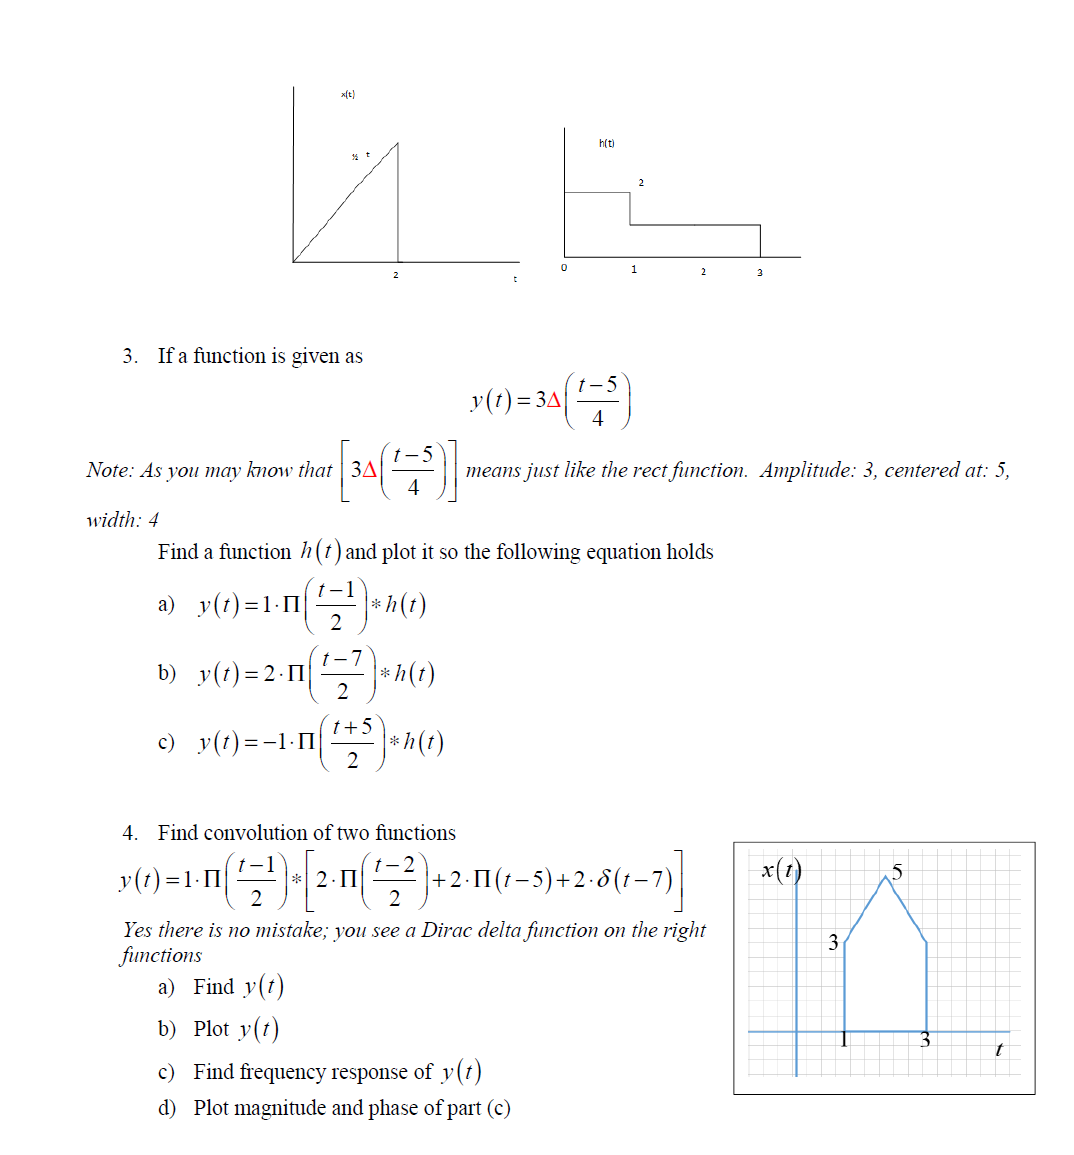 x(t)
h(t)
½ t
2
2
t
0
1
2
3
3. If a function is given as
y(t) = 3Δ((t−5)/4)
Note: As you may know that [3Δ((t−5)/4)] means just like the rect function. Amplitude: 3, centered at: 5,
width: 4
Find a function h(t) and plot it so the following equation holds
a) y(t) = 1·Π((t−1)/2) * h(t)
b) y(t) = 2·Π((t−7)/2) * h(t)
c) y(t) = −1·Π((t+5)/2) * h(t)
4. Find convolution of two functions
y(t) = 1·Π((t−1)/2) * [2·Π((t−2)/2) + 2·Π(t−5) + 2·δ(t−7)]
Yes there is no mistake; you see a Dirac delta function on the right
functions
a) Find y(t)
b) Plot y(t)
c) Find frequency response of y(t)
d) Plot magnitude and phase of part (c)
x(t)
5
3
1
3
t